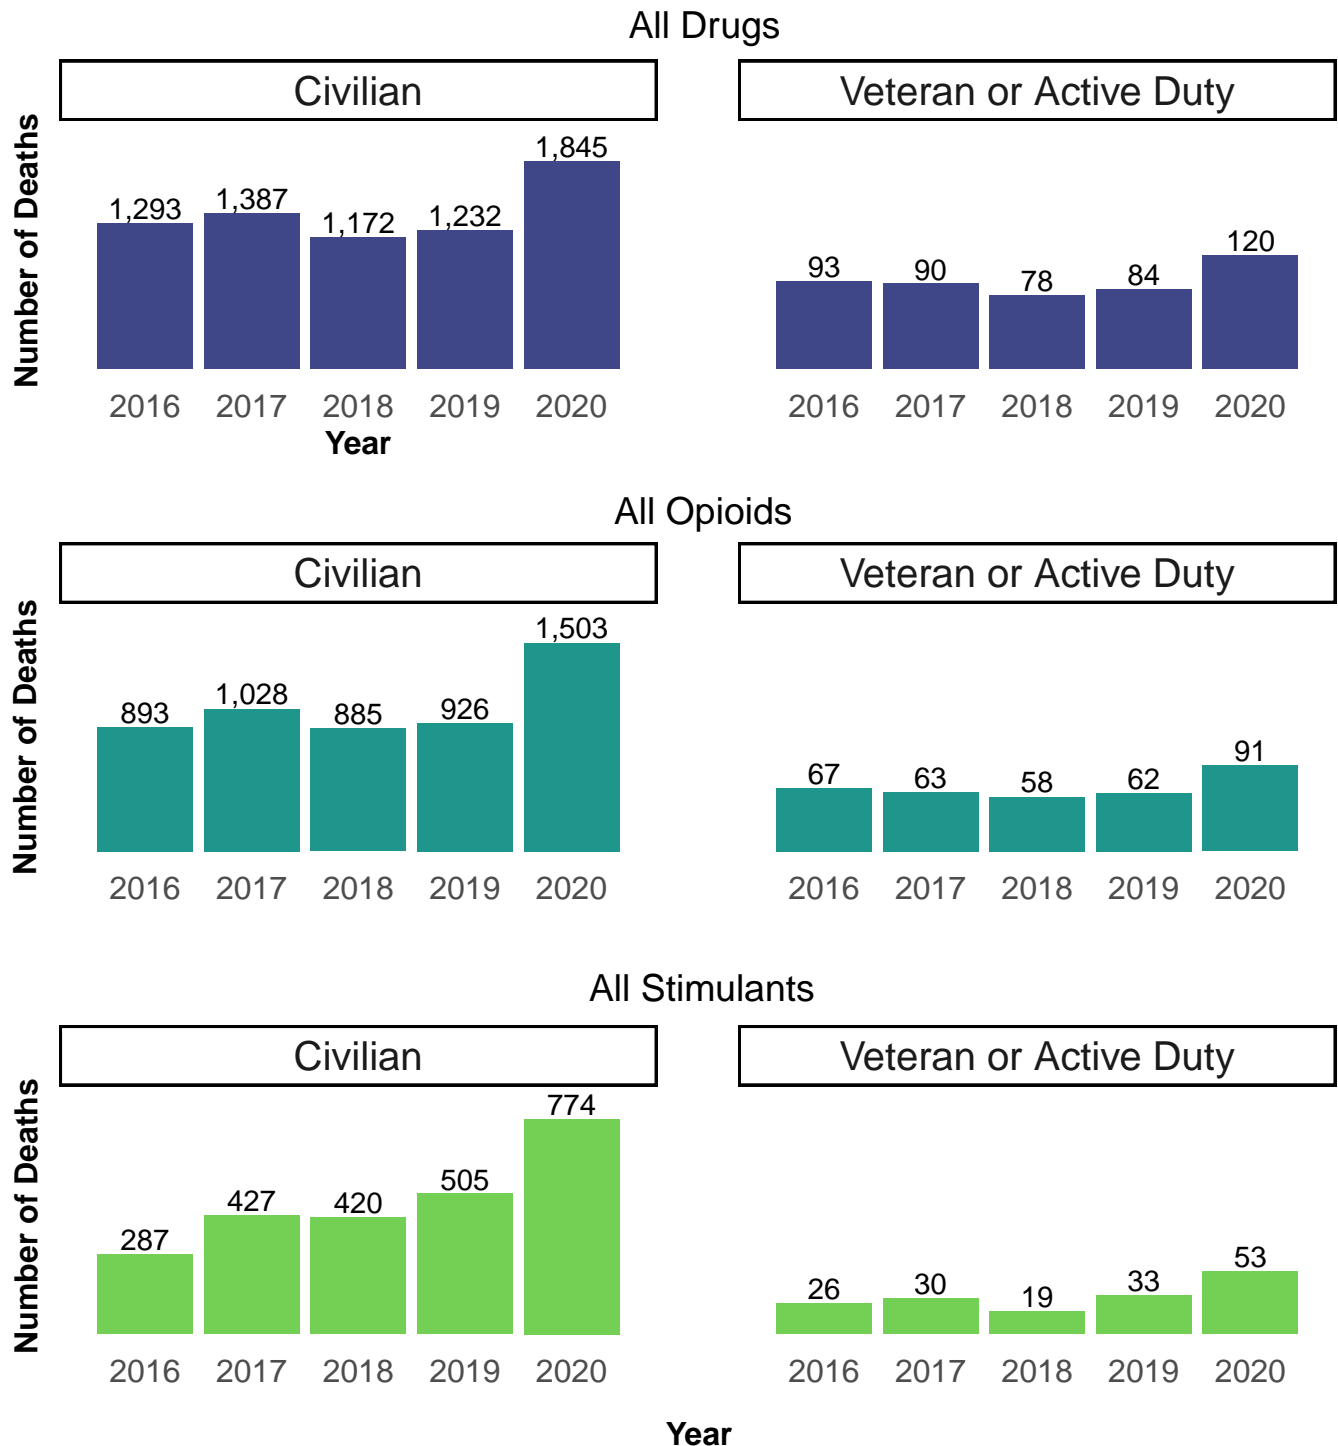 All Drugs
Civilian
Veteran or Active Duty
Number of Deaths
1,293
1,387
1,172
1,232
1,845
93
90
78
84
120
2016 2017 2018 2019 2020
2016 2017 2018 2019 2020
Year
All Opioids
Civilian
Veteran or Active Duty
Number of Deaths
893
1,028
885
926
1,503
67
63
58
62
91
2016 2017 2018 2019 2020
2016 2017 2018 2019 2020
All Stimulants
Civilian
Veteran or Active Duty
Number of Deaths
287
427
420
505
774
26
30
19
33
53
2016 2017 2018 2019 2020
2016 2017 2018 2019 2020
Year